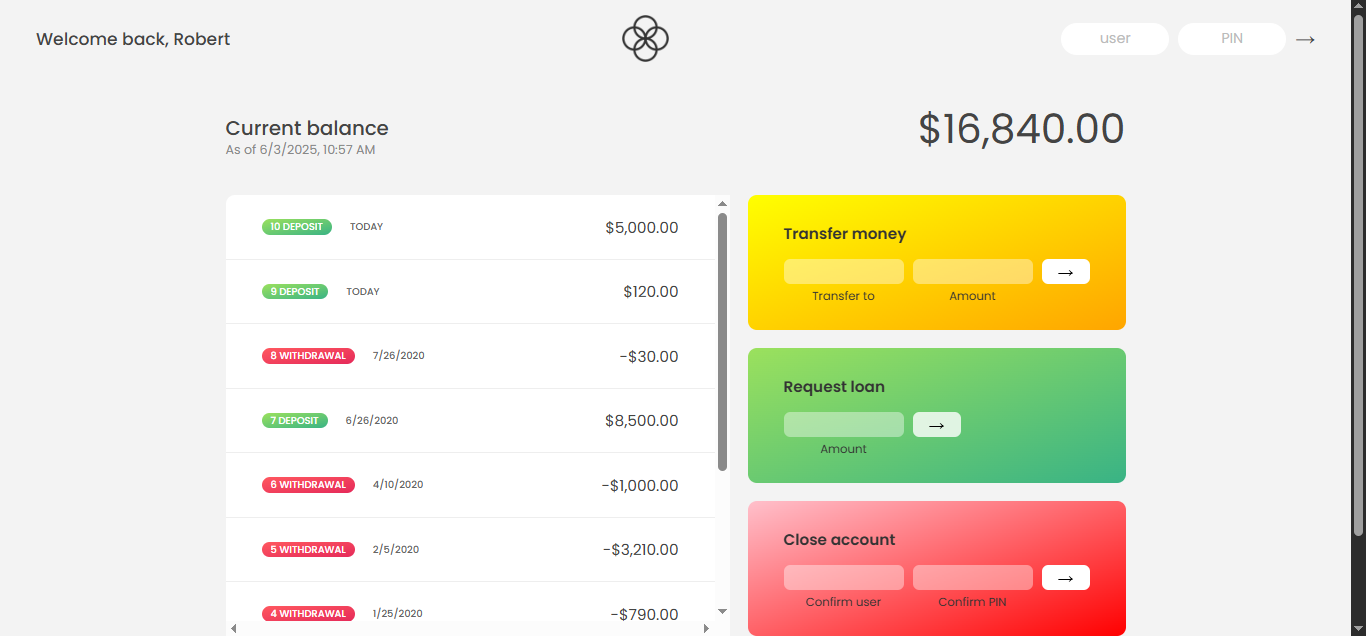 Welcome back, Robert
user
PIN
→
Current balance
As of 6/3/2025, 10:57 AM
$16,840.00
10 DEPOSIT TODAY $5,000.00
9 DEPOSIT TODAY $120.00
8 WITHDRAWAL 7/26/2020 -$30.00
7 DEPOSIT 6/26/2020 $8,500.00
6 WITHDRAWAL 4/10/2020 -$1,000.00
5 WITHDRAWAL 2/5/2020 -$3,210.00
4 WITHDRAWAL 1/25/2020 -$790.00
Transfer money
→
Transfer to Amount
Request loan
→
Amount
Close account
→
Confirm user Confirm PIN